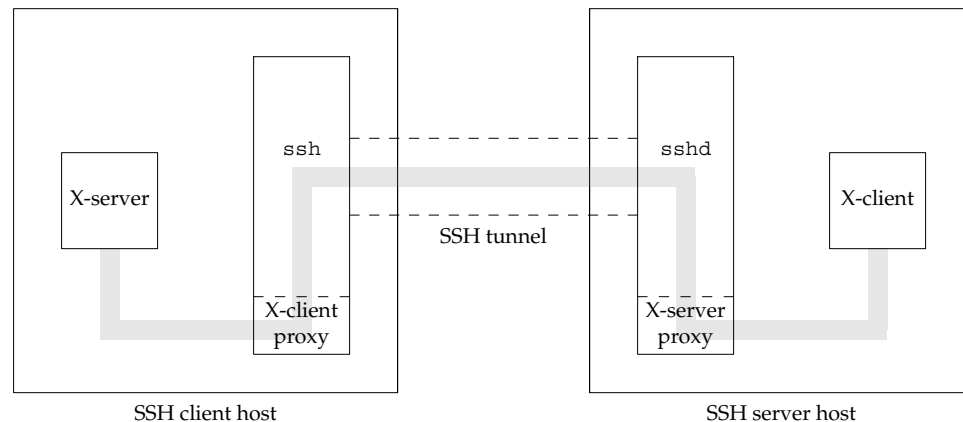 ssh
sshd
X-server
X-client
SSH tunnel
X-client
proxy
X-server
proxy
SSH client host
SSH server host